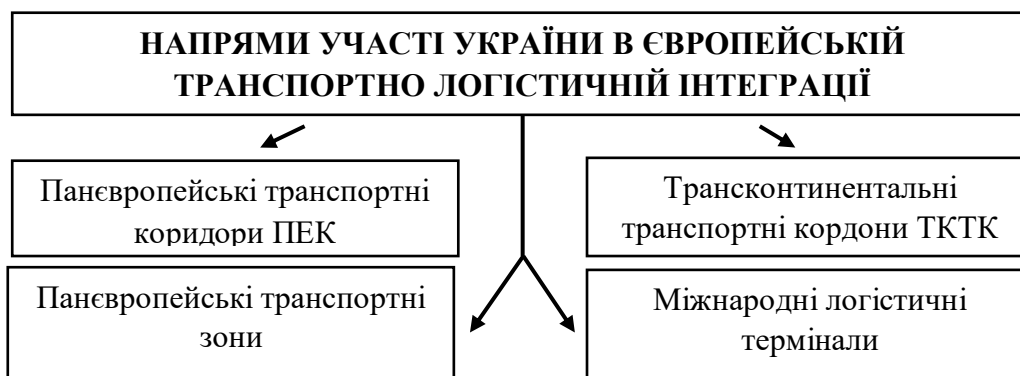 НАПРЯМИ УЧАСТІ УКРАЇНИ В ЄВРОПЕЙСЬКІЙ
ТРАНСПОРТНО ЛОГІСТИЧНІЙ ІНТЕГРАЦІЇ
Панєвропейські транспортні
коридори ПЕК
Трансконтинентальні
транспортні кордони ТКТК
Панєвропейські транспортні
зони
Міжнародні логістичні
термінали